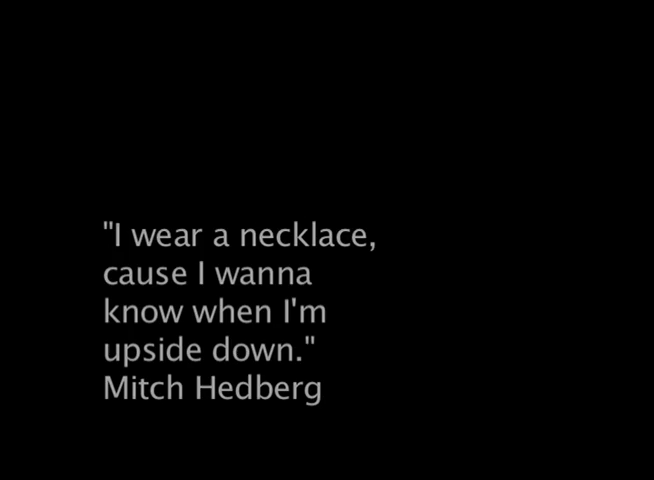 "I wear a necklace,
cause I wanna
know when I'm
upside down."
Mitch Hedberg